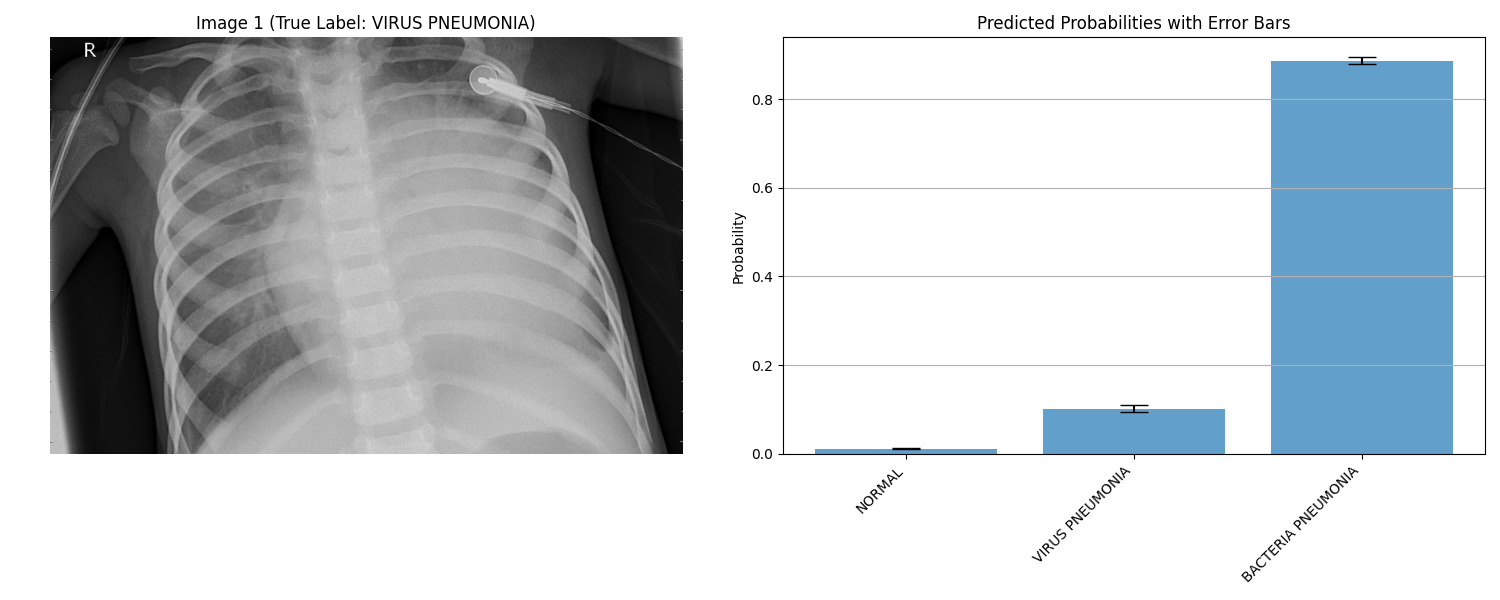 Image 1 (True Label: VIRUS PNEUMONIA)
R
Predicted Probabilities with Error Bars
Probability
0.8
0.6
0.4
0.2
0.0
NORMAL
VIRUS PNEUMONIA
BACTERIA PNEUMONIA